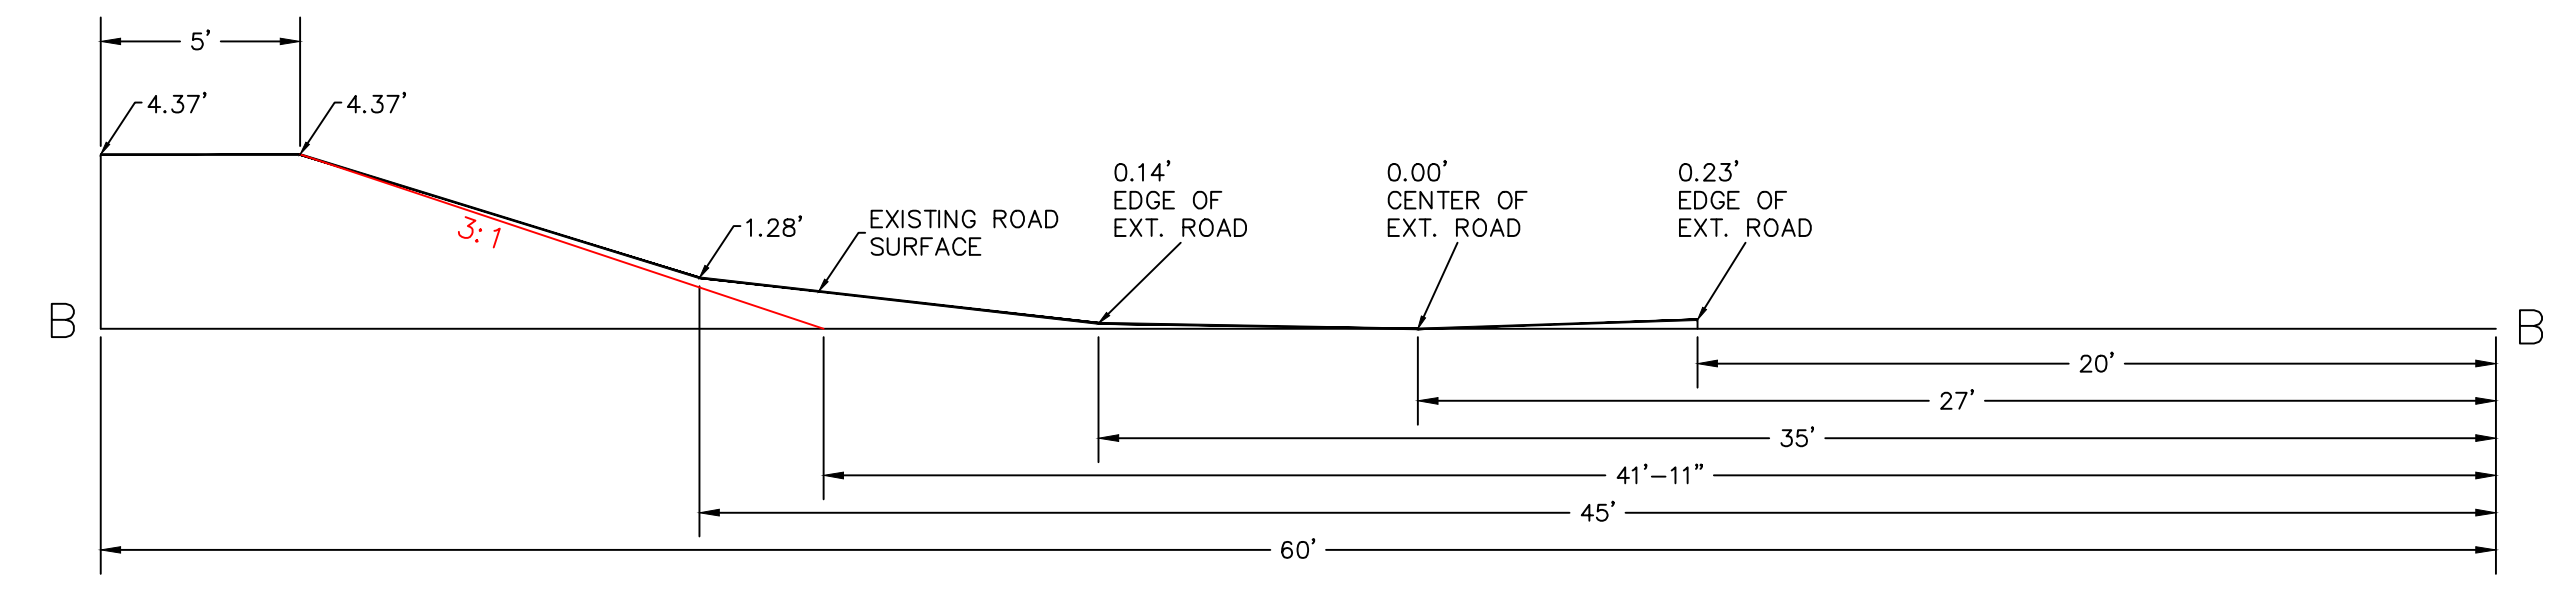 5'
4.37'
4.37'
3:1
1.28'
EXISTING ROAD
SURFACE
0.14'
EDGE OF
EXT. ROAD
0.00'
CENTER OF
EXT. ROAD
0.23'
EDGE OF
EXT. ROAD
B
B
20'
27'
35'
41'-11"
45'
60'